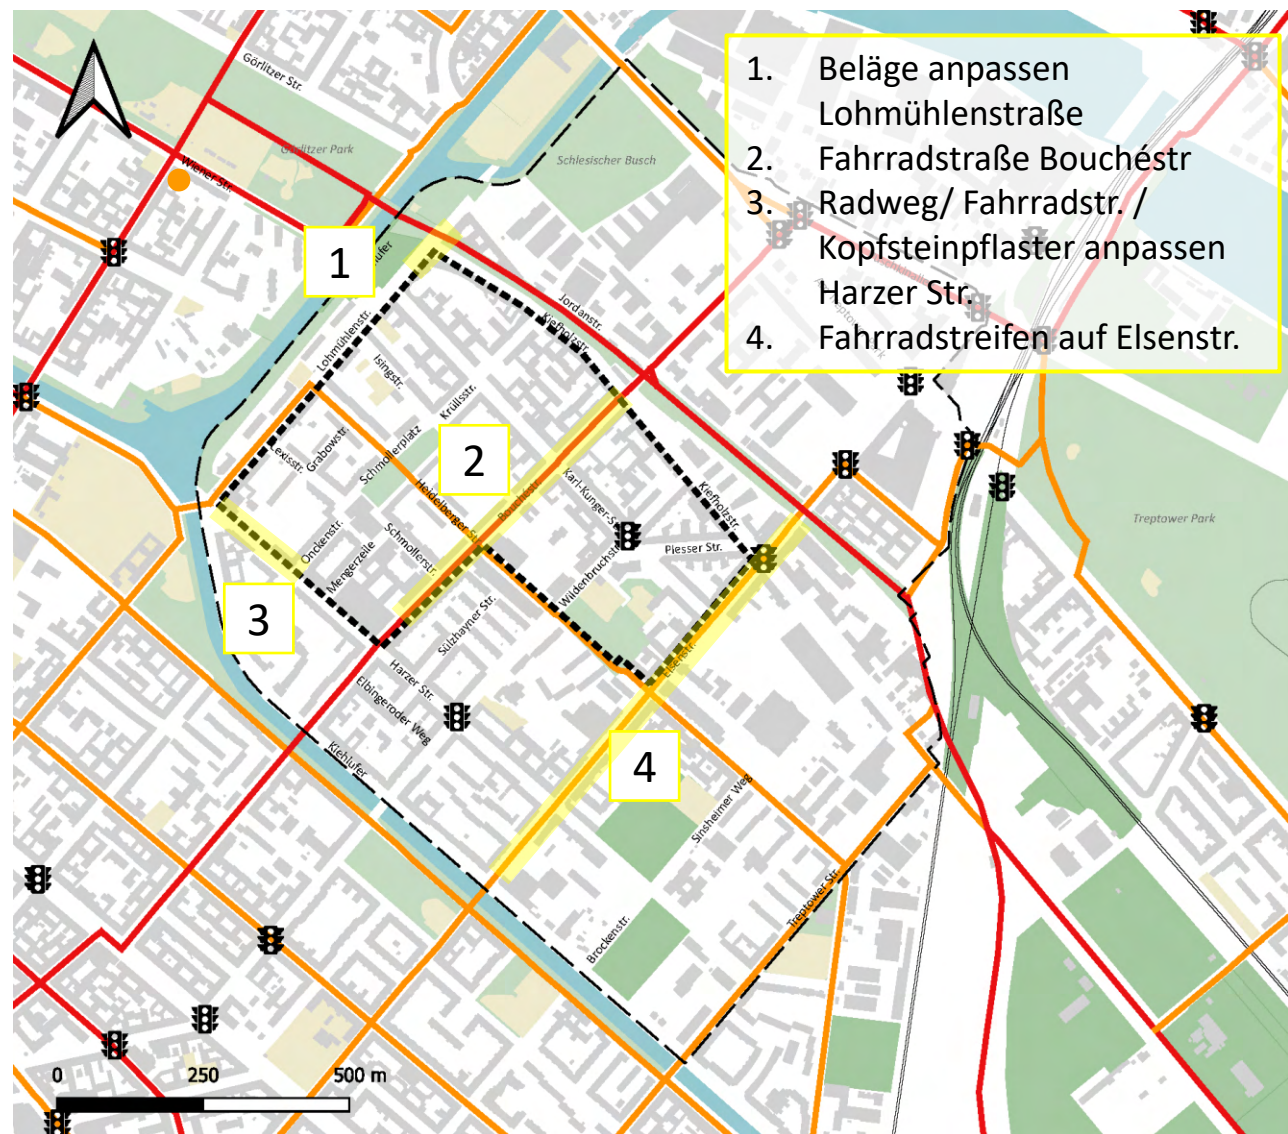 1. Beläge anpassen
Lohmühlenstraße
2. Fahrradstraße Bouchéstr
3. Radweg/ Fahrradstr. /
Kopfsteinpflaster anpassen
Harzer Str.
4. Fahrradstreifen auf Elsenstr.
Görlitzer Str.
Görlitzer Park
Schlesischer Busch
Wiener Str.
1
Jordanstr.
Kiefholzstr.
Lohmühlenstr.
Isingstr.
Krüllsstr.
Schmollerplatz
Grabowstr.
Lexisstr.
2
Heidelberger Str.
Bouchéstr.
Karl-Kunger-Str.
Kiefholzstr.
Treptower Park
Onckenstr.
Mengerzeile
Schmollerstr.
Plesser Str.
Wildenbruchstr.
3
Sülzhayner Str.
Elsenstr.
Harzer Str.
Elbingeroder Weg
Kiehlufer
4
Sinsheimer Weg
Treptower Str.
Brockenstr.
0 250 500 m